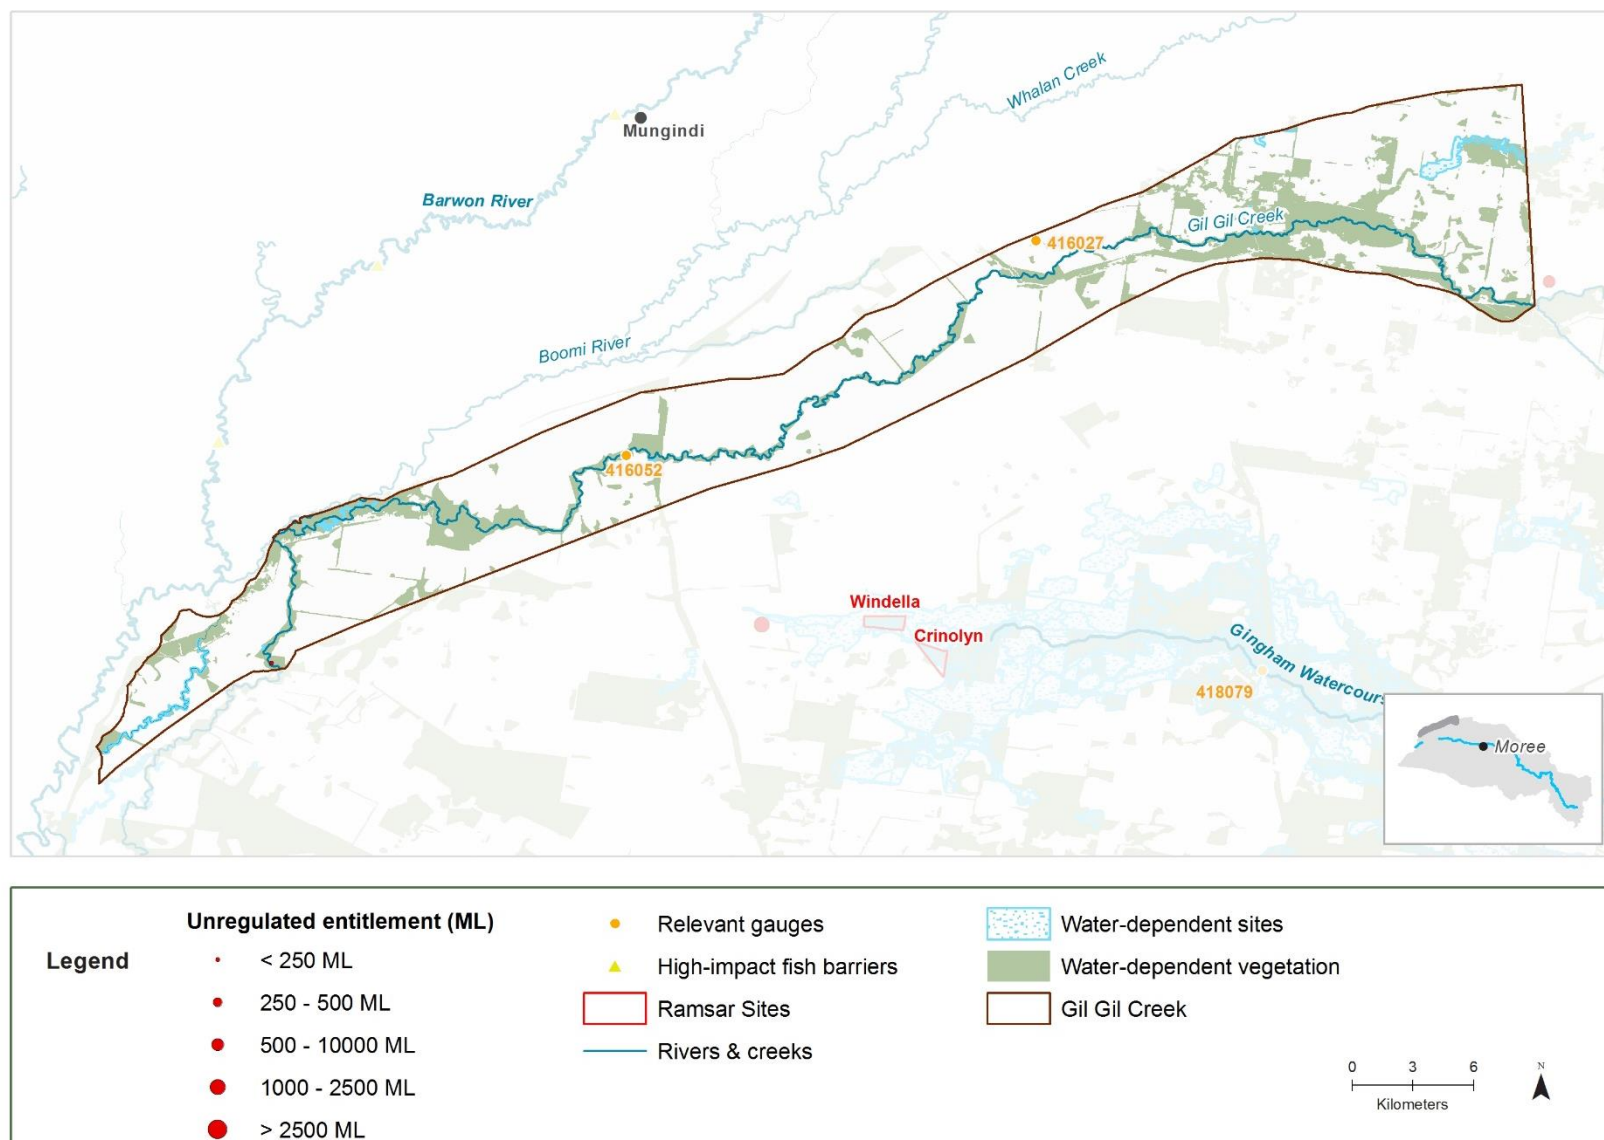 Whalan Creek
Mungindi
Barwon River
Gil Gil Creek
416027
Boomi River
416052
Windella
Crinolyn
Gingham Watercours
418079
Moree
Legend
Unregulated entitlement (ML)
< 250 ML
250 - 500 ML
500 - 10000 ML
1000 - 2500 ML
> 2500 ML
Relevant gauges
High-impact fish barriers
Ramsar Sites
Rivers & creeks
Water-dependent sites
Water-dependent vegetation
Gil Gil Creek
0 3 6
Kilometers
N